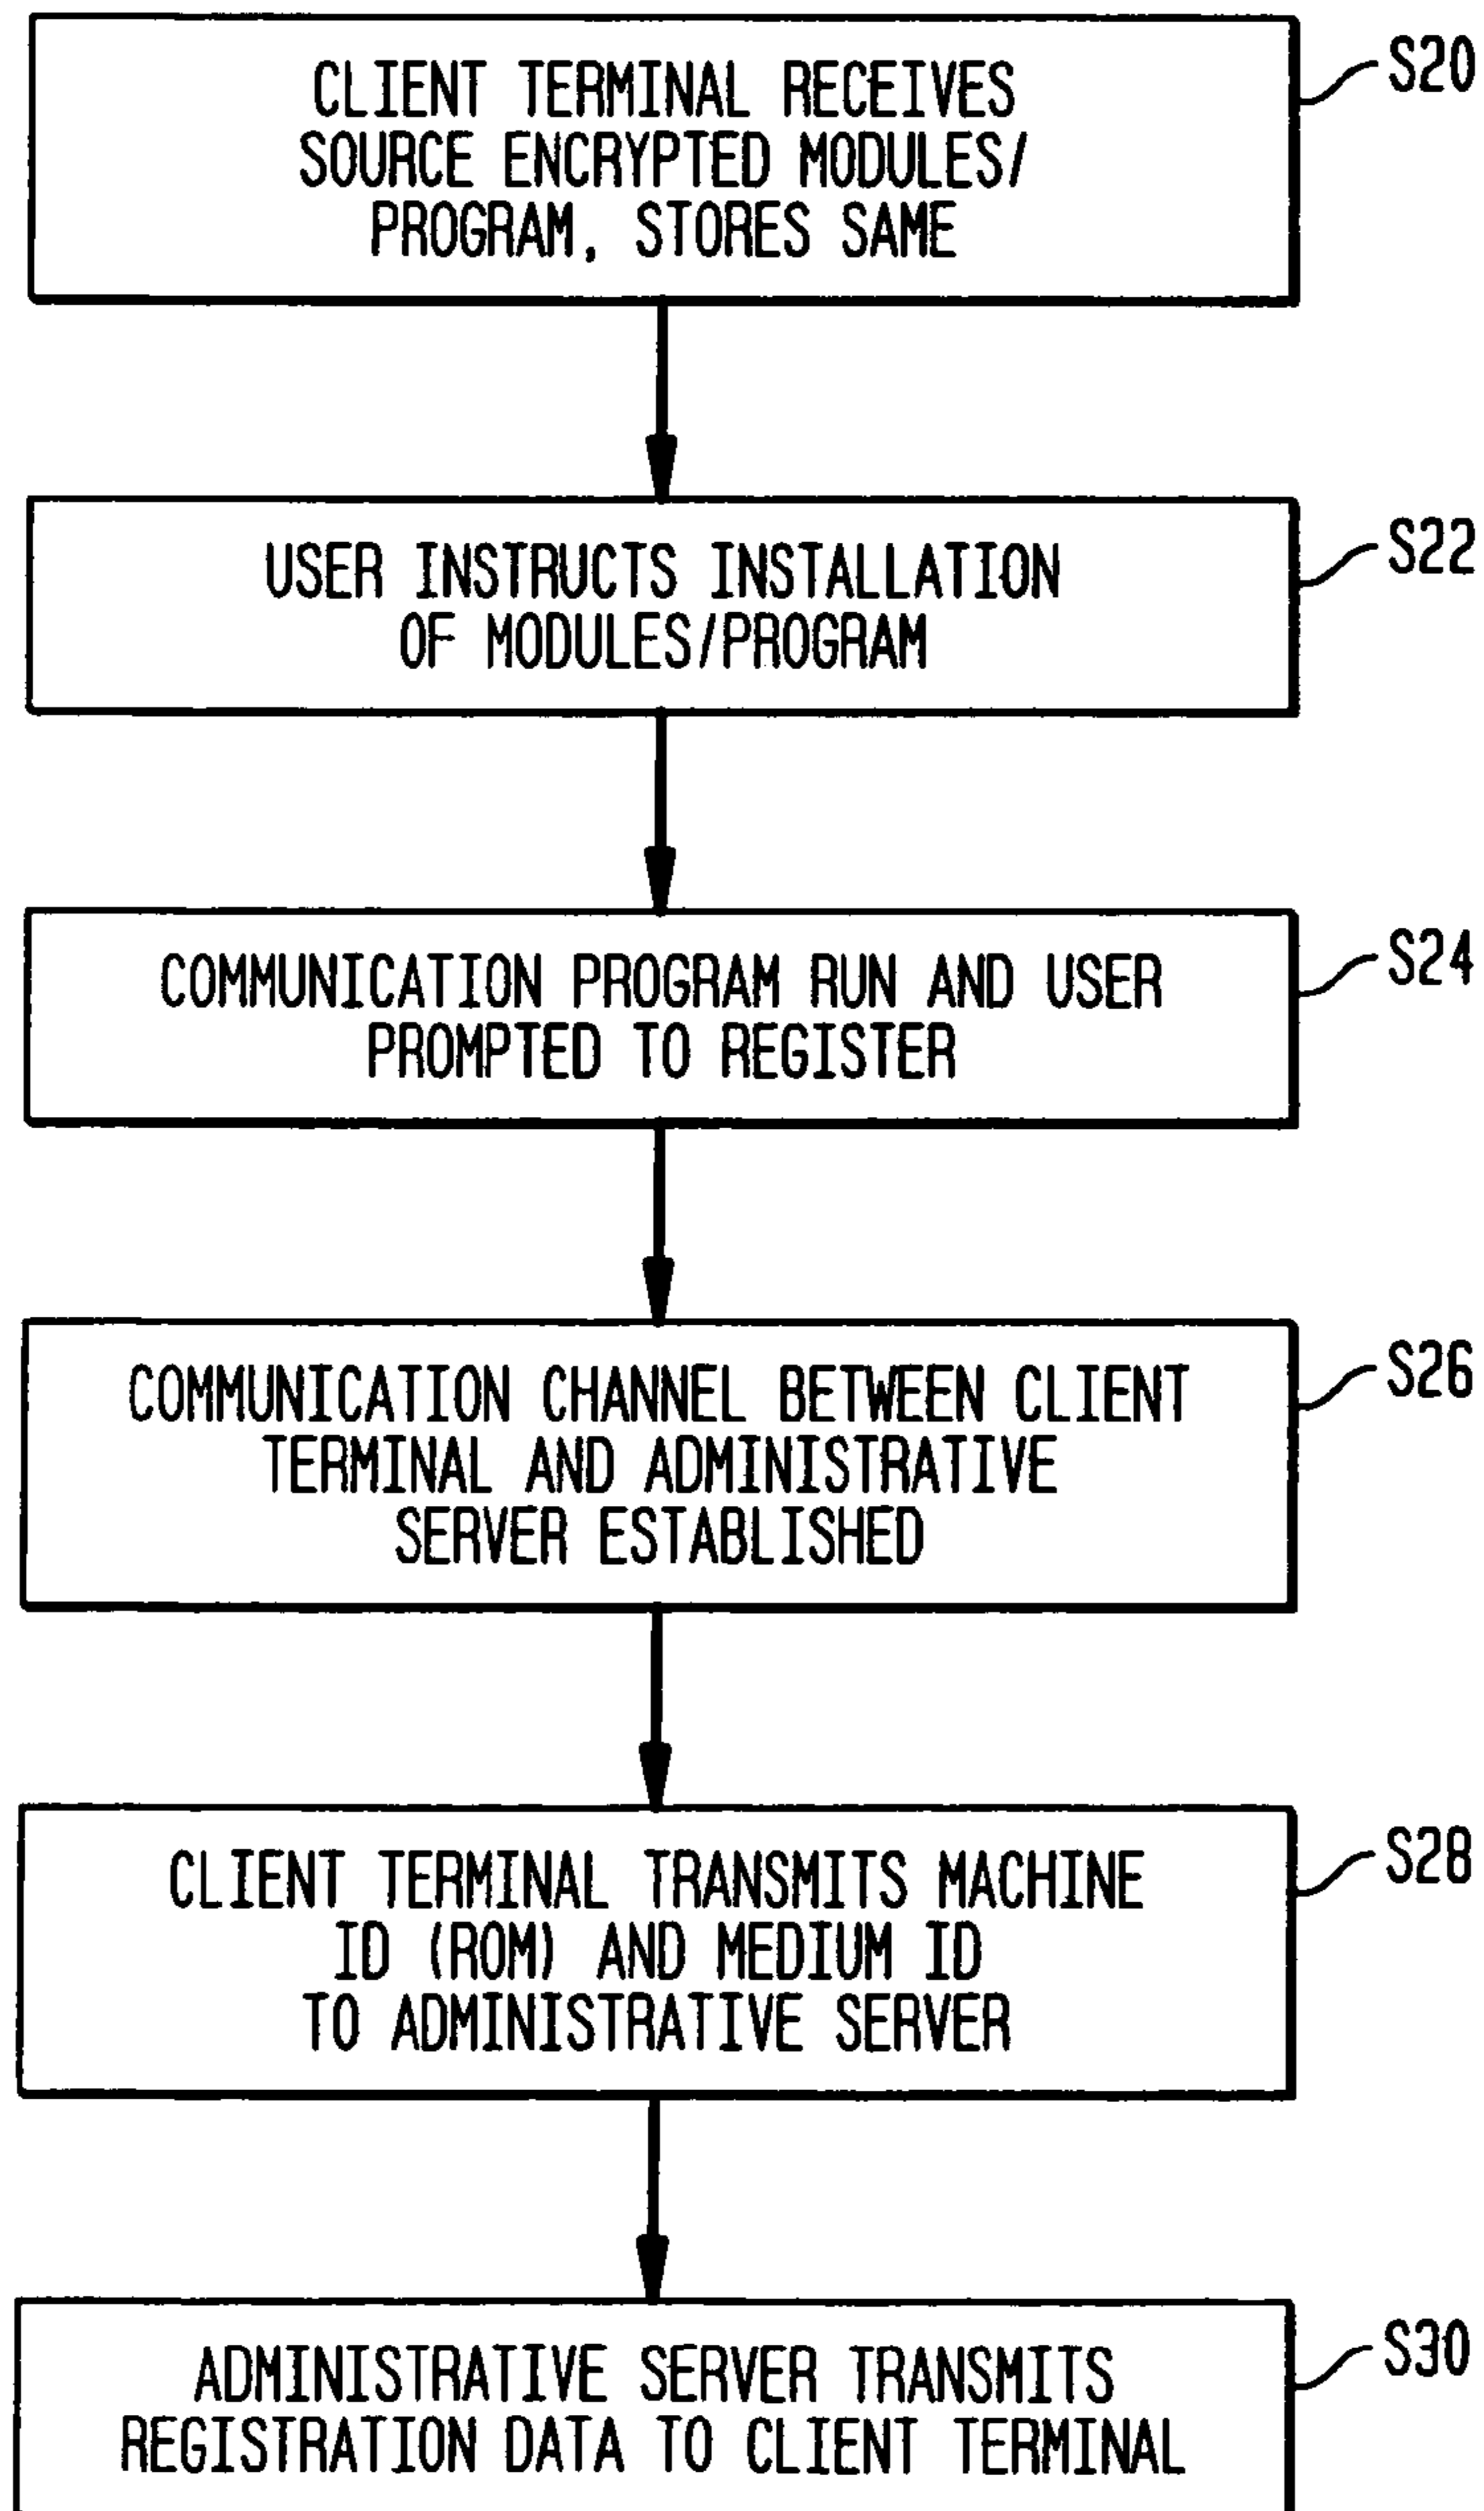 CLIENT TERMINAL RECEIVES
SOURCE ENCRYPTED MODULES/
PROGRAM, STORES SAME
S20
USER INSTRUCTS INSTALLATION
OF MODULES/PROGRAM
S22
COMMUNICATION PROGRAM RUN AND USER
PROMPTED TO REGISTER
S24
COMMUNICATION CHANNEL BETWEEN CLIENT
TERMINAL AND ADMINISTRATIVE
SERVER ESTABLISHED
S26
CLIENT TERMINAL TRANSMITS MACHINE
ID (ROM) AND MEDIUM ID
TO ADMINISTRATIVE SERVER
S28
ADMINISTRATIVE SERVER TRANSMITS
REGISTRATION DATA TO CLIENT TERMINAL
S30